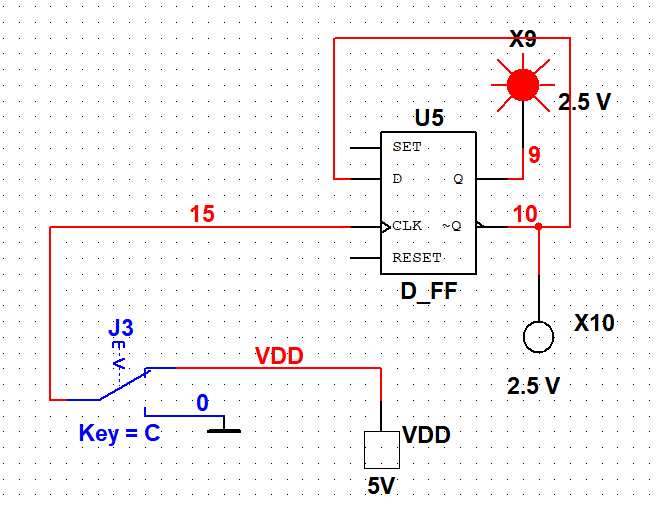 X9
2.5 V
U5
SET
9
D
Q
15
10
CLK
~Q
RESET
D_FF
X10
J3
VDD
2.5 V
0
Key = C
VDD
5V